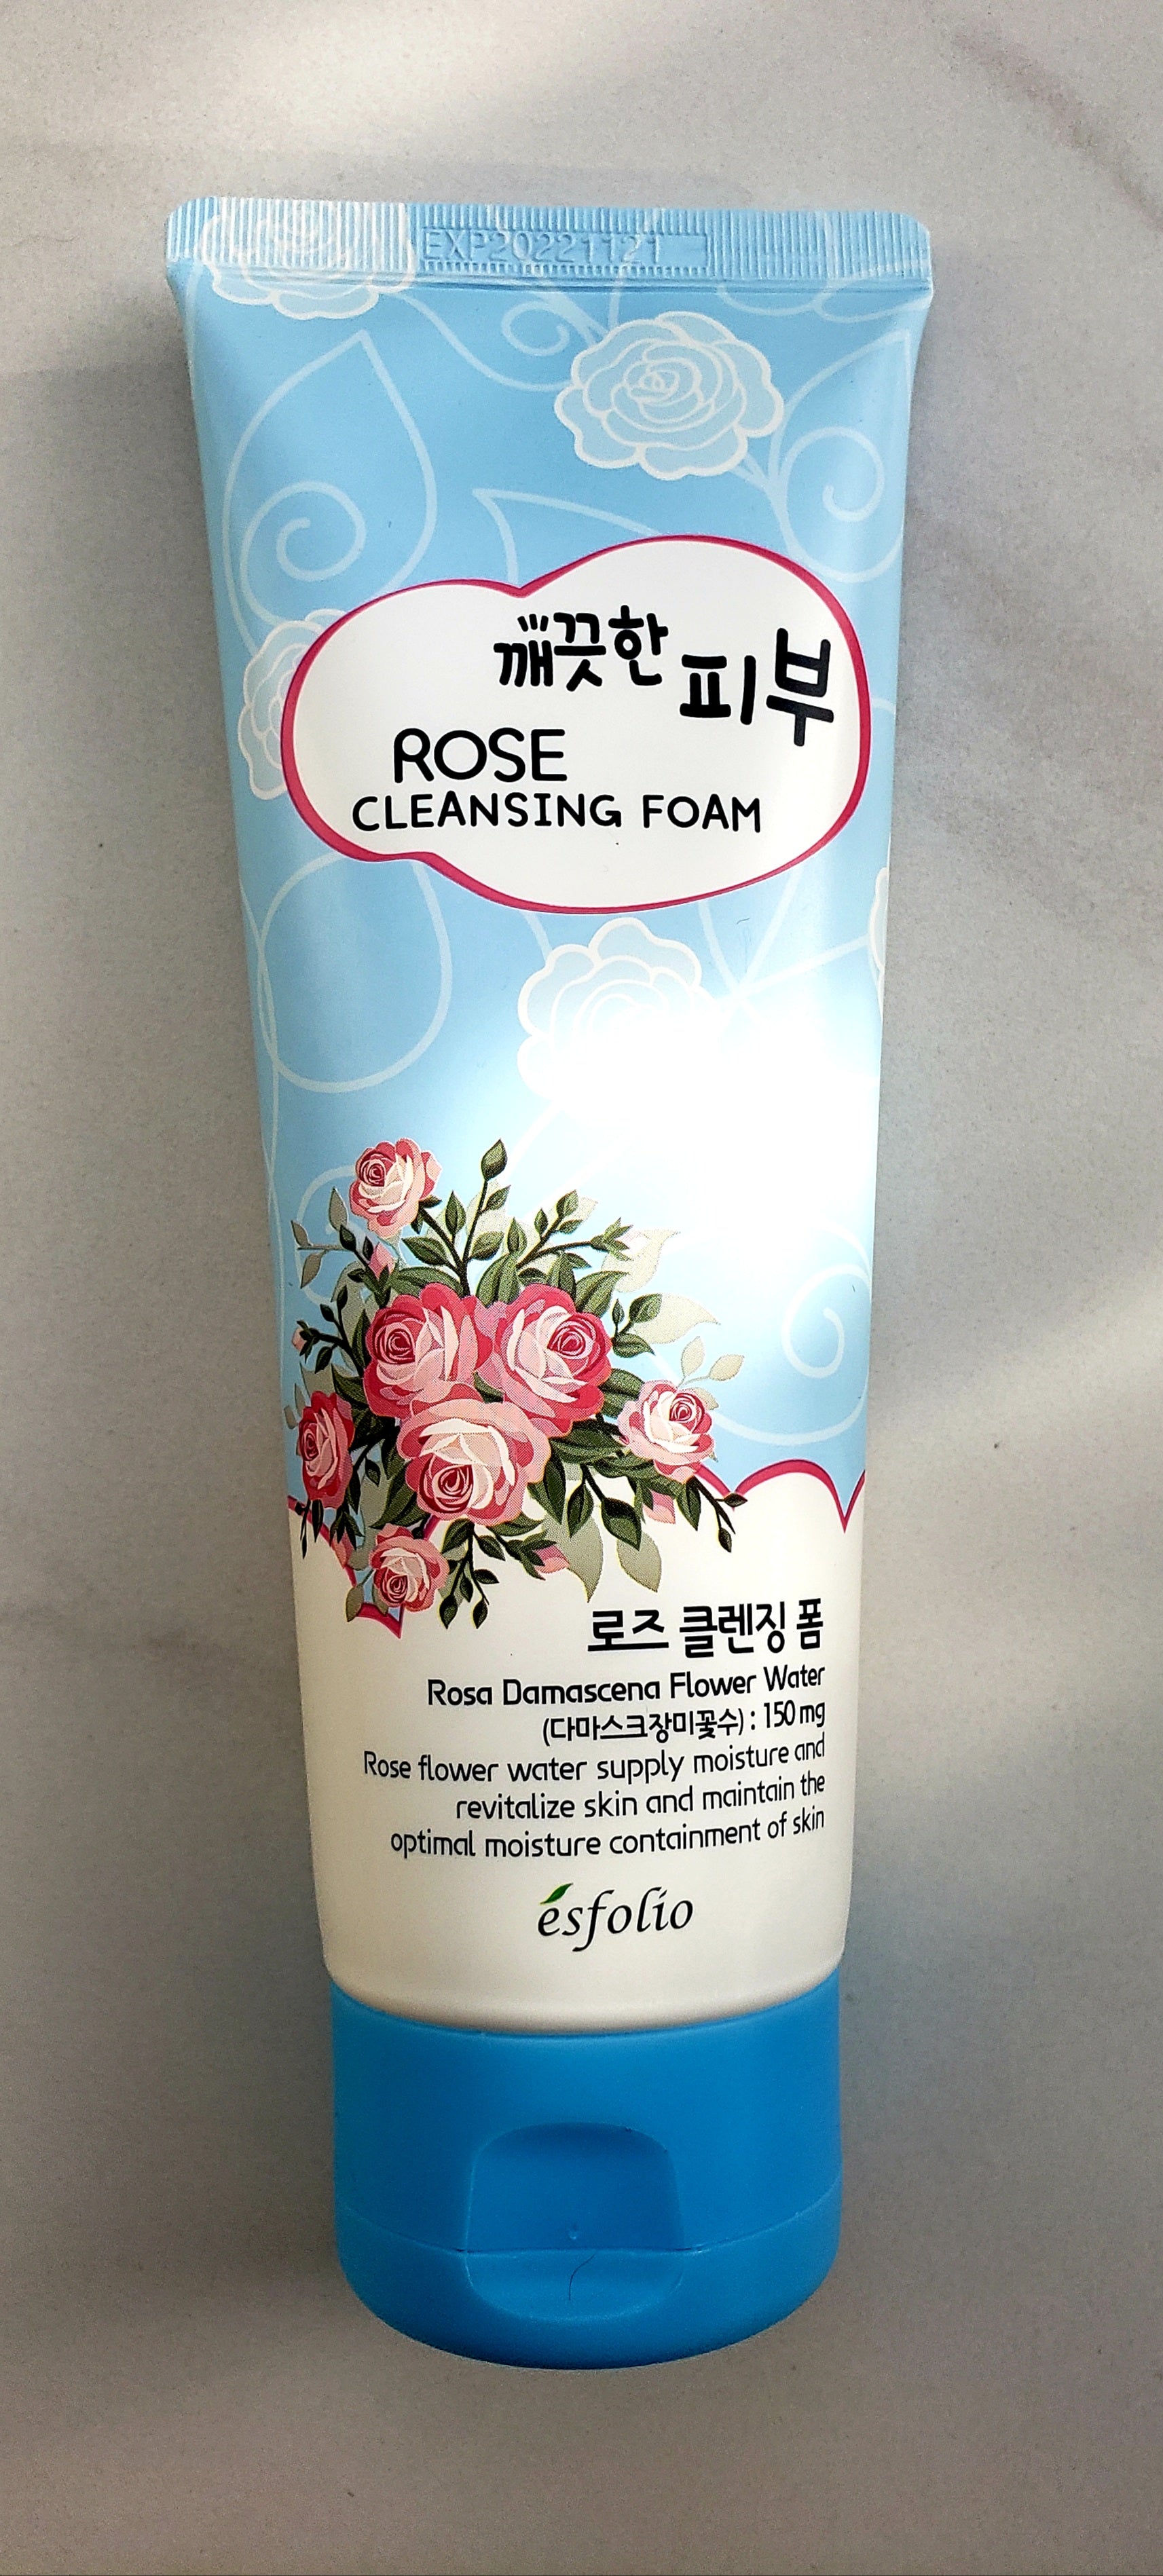 EXP20221121
깨끗한 피부
ROSE
CLEANSING FOAM
로즈 클렌징 폼
Rosa Damascena Flower Water
(다마스크장미꽃수) : 150 mg
Rose flower water supply moisture and
revitalize skin and maintain the
optimal moisture containment of skin
esfolio